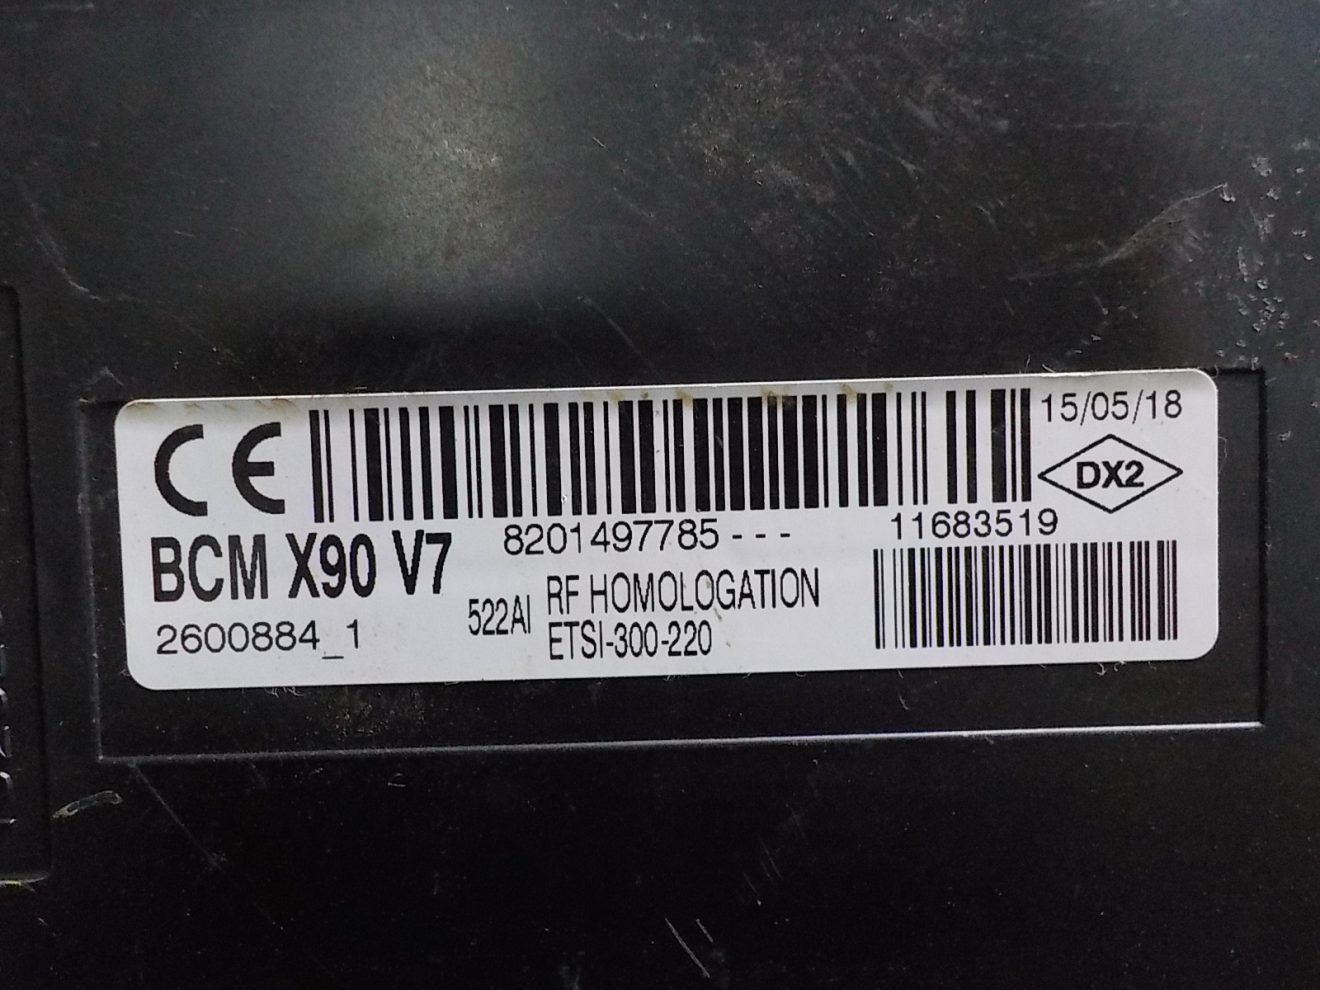 CE
15/05/18
DX2
8201497785---
11683519
BCM X90 V7
2600884_1
522AI
RF HOMOLOGATION
ETSI-300-220